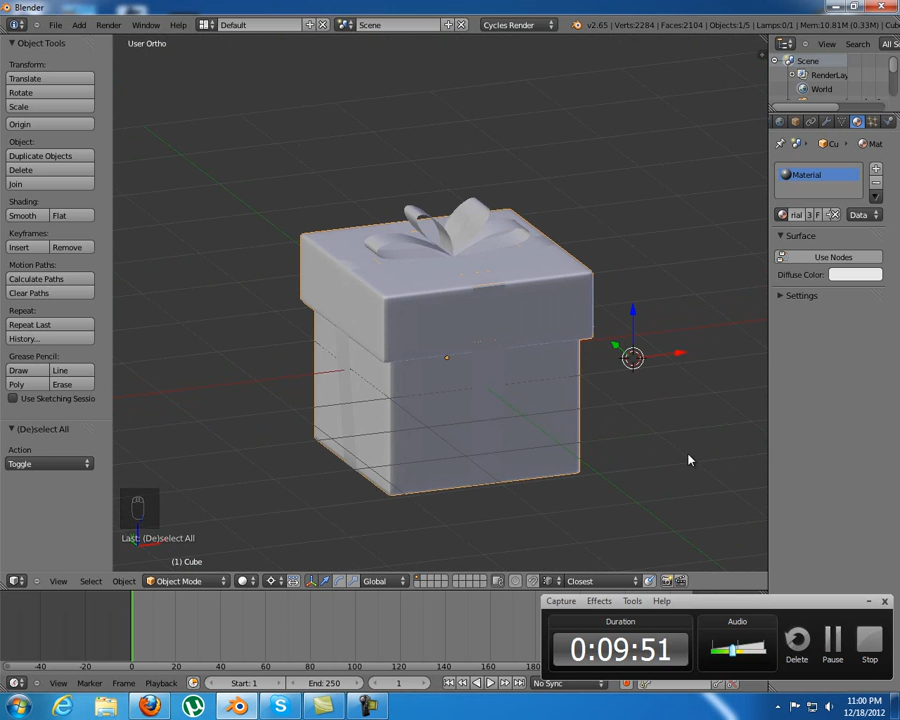 Blender
File Add Render Window Help Default Scene Cycles Render v2.65 | Verts:2284 | Faces:2104 | Objects:1/5 | Lamps:0/1 | Mem:10.81M (0.33M) | Cub
Object Tools
User Ortho
View Search All Sc
Transform:
Scene
Translate
RenderLay
Rotate
World
Scale
Origin
Cu Mat
Object:
Duplicate Objects
Material
Delete
Join
Shading:
Smooth Flat
rial 3 F Data
Keyframes:
Surface
Insert Remove
Use Nodes
Motion Paths:
Diffuse Color:
Calculate Paths
Clear Paths
Settings
Repeat:
Repeat Last
History...
Grease Pencil:
Draw Line
Poly Erase
Use Sketching Sessio
(De)select All
Action
Toggle
Last: (De)select All
(1) Cube
View Select Object Object Mode Global Closest
Capture Effects Tools Help
Duration Audio
0:09:51
Delete Pause Stop
-40 -20 0 20 40 60 80 100 120 140 160 180
View Marker Frame Playback Start: 1 End: 250 1 No Sync
11:00 PM
12/18/2012